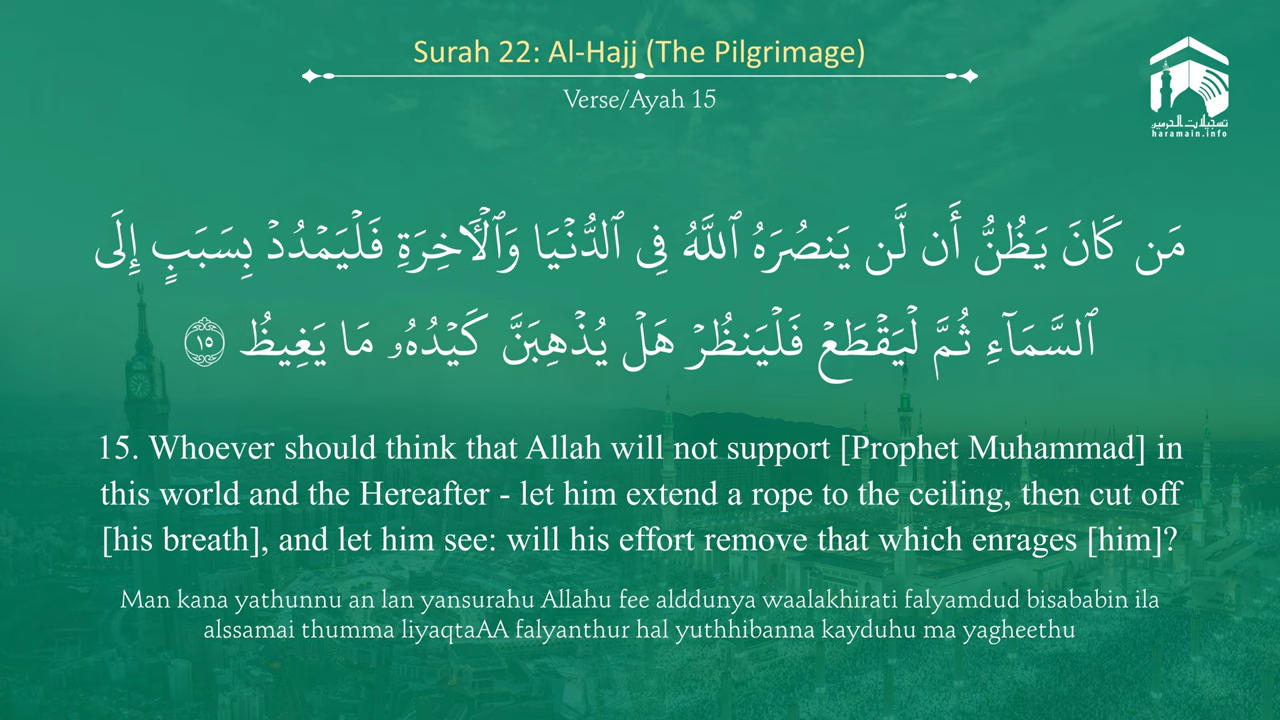 Surah 22: Al-Hajj (The Pilgrimage)
Verse/Ayah 15
تسجيلات الحرمين
haramain.info
مَن كَانَ يَظُنُّ أَن لَّن يَنصُرَهُ ٱللَّهُ فِى ٱلدُّنْيَا وَٱلْـَٔاخِرَةِ فَلْيَمْدُدْ بِسَبَبٍ إِلَى
ٱلسَّمَآءِ ثُمَّ لْيَقْطَعْ فَلْيَنظُرْ هَلْ يُذْهِبَنَّ كَيْدُهُۥ مَا يَغِيظُ ١٥
15. Whoever should think that Allah will not support [Prophet Muhammad] in
this world and the Hereafter - let him extend a rope to the ceiling, then cut off
[his breath], and let him see: will his effort remove that which enrages [him]?
Man kana yathunnu an lan yansurahu Allahu fee alddunya waalakhirati falyamdud bisababin ila
alssamai thumma liyaqtaAA falyanthur hal yuthhibanna kayduhu ma yagheethu